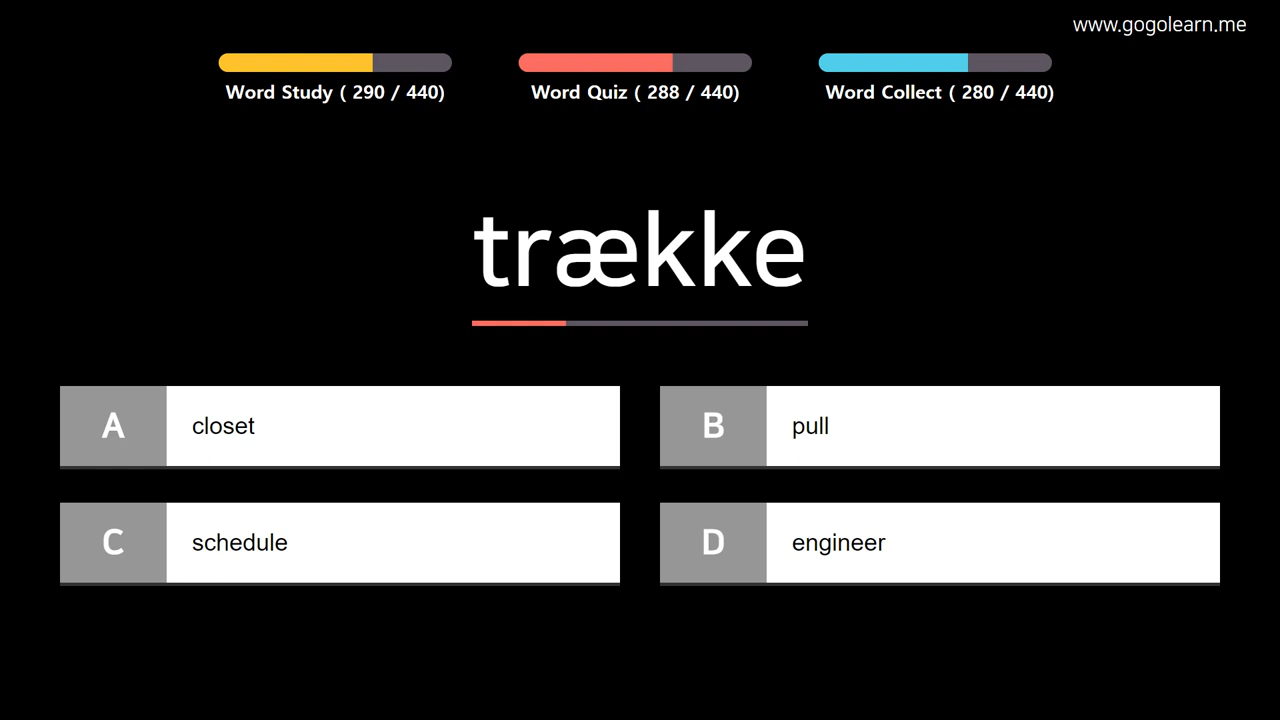 www.gogolearn.me
Word Study ( 290 / 440)
Word Quiz ( 288 / 440)
Word Collect ( 280 / 440)
trække
A closet
B pull
C schedule
D engineer